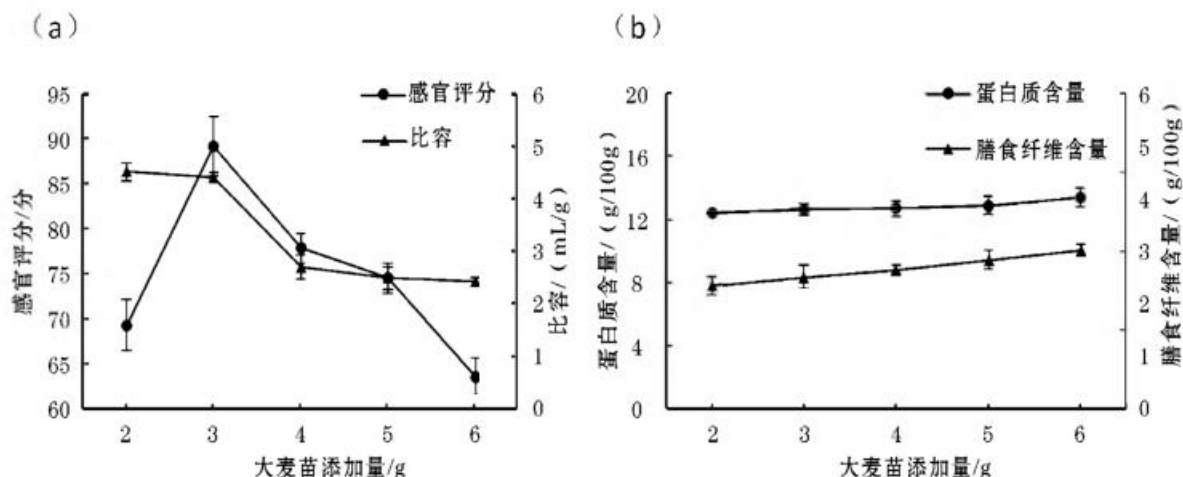 (a)
感官评分
比容
95
90
85
80
75
70
65
60
感官评分/分
6
5
4
3
2
1
0
比容/(mL/g)
2 3 4 5 6
大麦苗添加量/g
(b)
蛋白质含量
膳食纤维含量
20
16
12
8
4
0
蛋白质含量/(g/100g)
6
5
4
3
2
1
0
膳食纤维含量/(g/100g)
2 3 4 5 6
大麦苗添加量/g